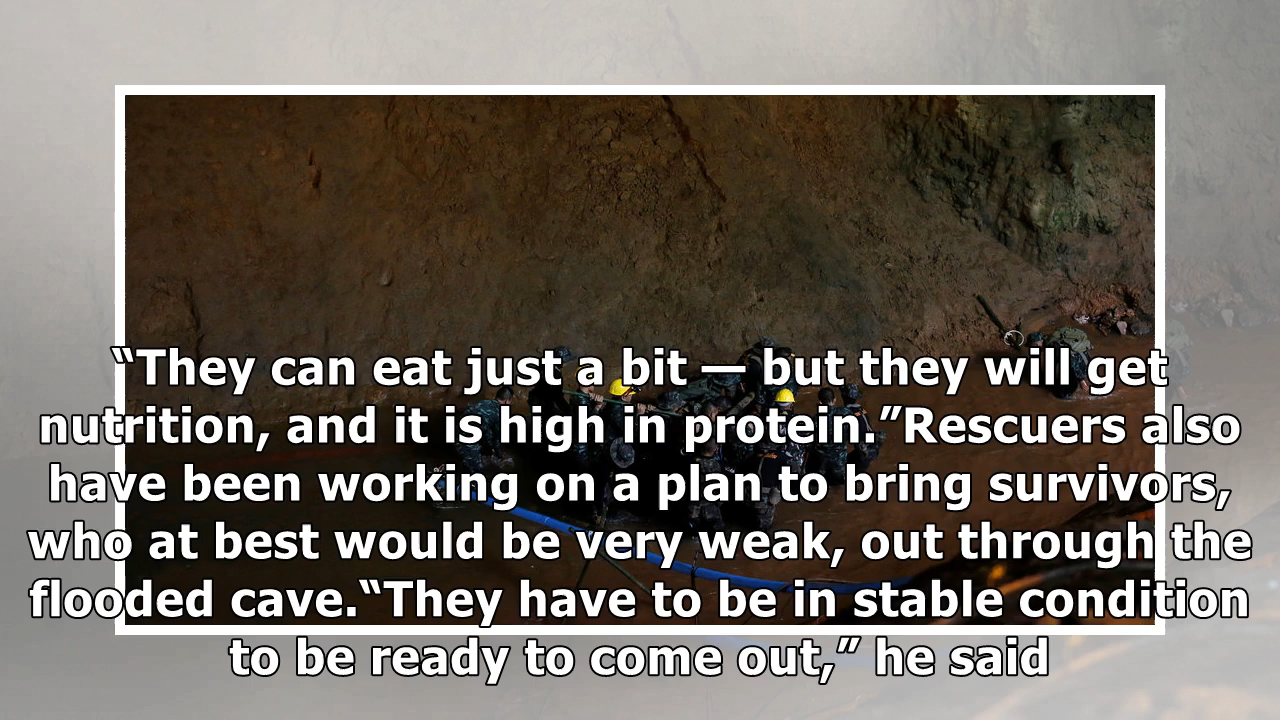 “They can eat just a bit — but they will get
nutrition, and it is high in protein.”Rescuers also
have been working on a plan to bring survivors,
who at best would be very weak, out through the
flooded cave.“They have to be in stable condition
to be ready to come out,” he said